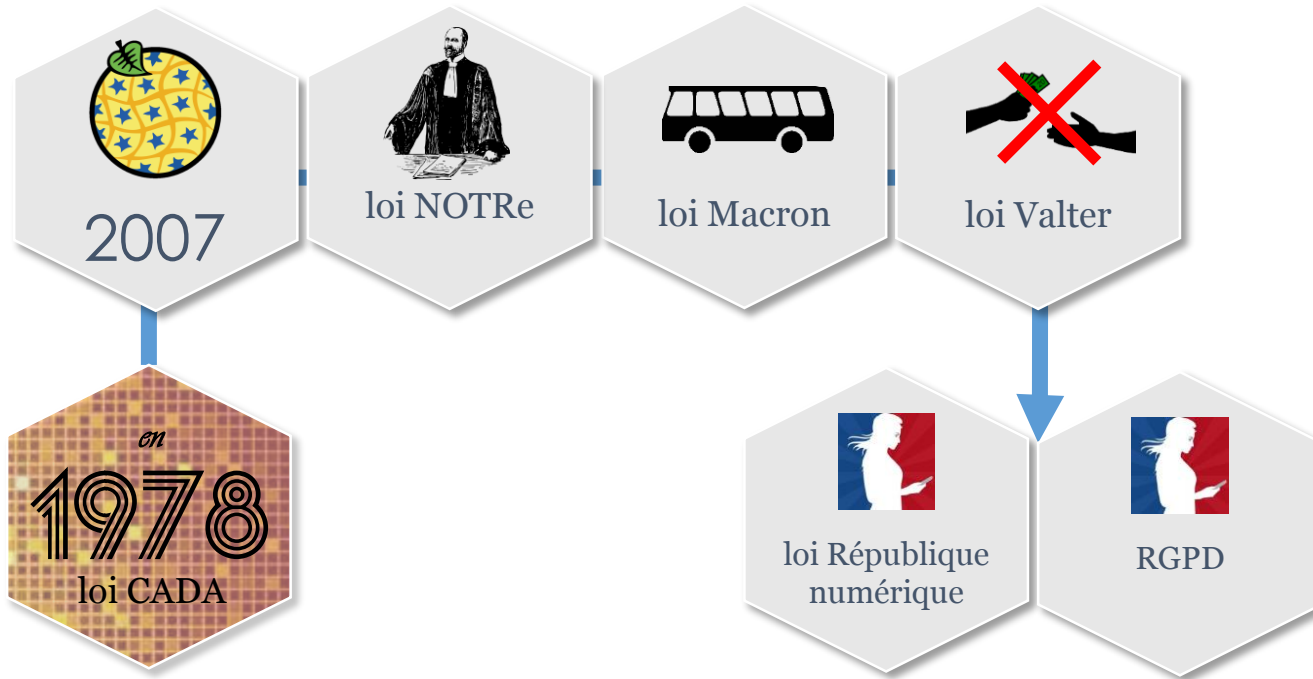 2007
loi NOTRe
loi Macron
loi Valter
en
1978
loi CADA
loi République
numérique
RGPD